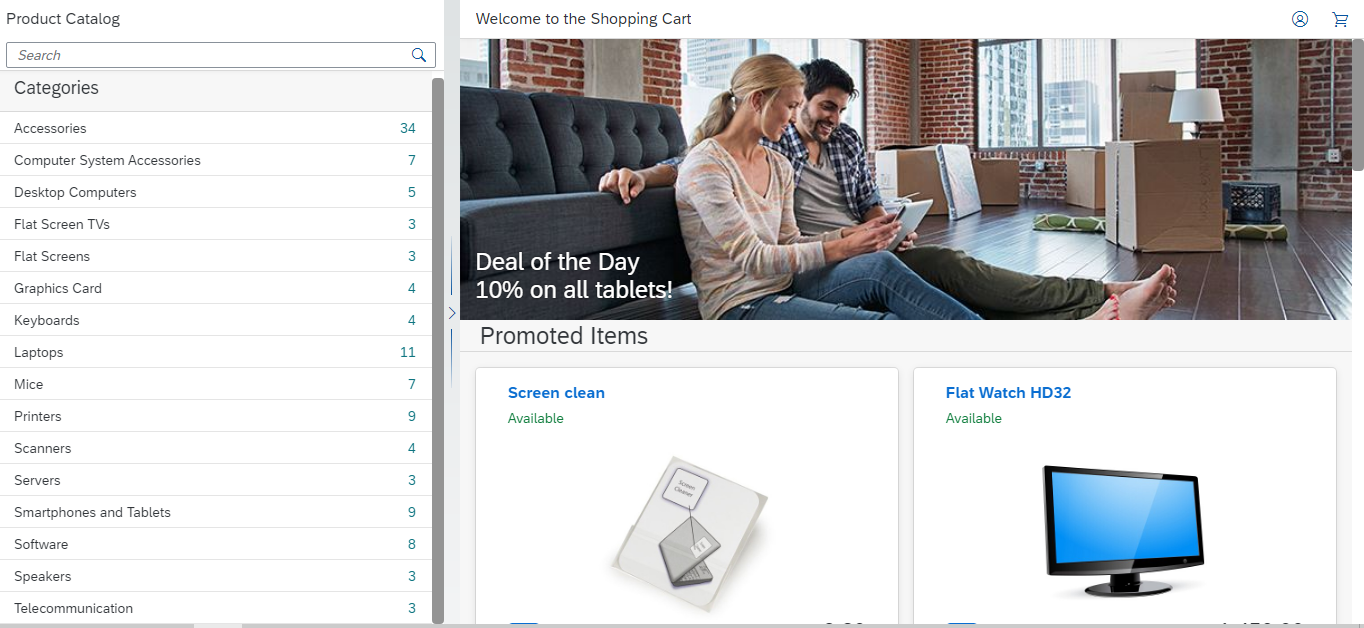 Product Catalog
Search
Categories
Accessories 34
Computer System Accessories 7
Desktop Computers 5
Flat Screen TVs 3
Flat Screens 3
Graphics Card 4
Keyboards 4
Laptops 11
Mice 7
Printers 9
Scanners 4
Servers 3
Smartphones and Tablets 9
Software 8
Speakers 3
Telecommunication 3
Welcome to the Shopping Cart
Deal of the Day
10% on all tablets!
Promoted Items
Screen clean
Available
Screen
Cleaner
Flat Watch HD32
Available